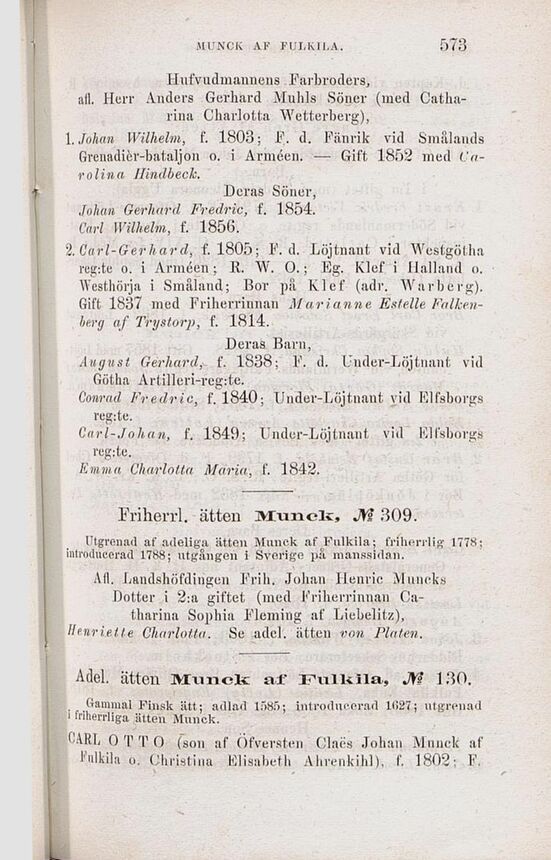 MUNCK AF FULKILA. 573
Hufvudmannens Farbroders,
afl. Herr Anders Gerhard Muhls Söner (med Catha-
rina Charlotta Wetterberg),
1. Johan Wilhelm, f. 1803; F. d. Fänrik vid Smålands
Grenadièr-bataljon o. i Arméen. — Gift 1852 med Ca-
rolina Hindbeck.
Deras Söner,
Johan Gerhard Fredric, f. 1854.
Carl Wilhelm, f. 1856.
2. Carl-Gerhard, f. 1805; F. d. Löjtnant vid Westgötha
reg:te o. i Arméen; R. W. O.; Eg. Klef i Halland o.
Westhörja i Småland; Bor på Klef (adr. Warberg).
Gift 1837 med Friherrinnan Marianne Estelle Falken-
berg af Trystorp, f. 1814.
Deras Barn,
August Gerhard, f. 1838; F. d. Under-Löjtnant vid
Götha Artilleri-reg:te.
Conrad Fredric, f. 1840; Under-Löjtnant vid Elfsborgs
reg:te.
Carl-Johan, f. 1849; Under-Löjtnant vid Elfsborgs
reg:te.
Emma Charlotta Maria, f. 1842.
Friherrl. ätten Munck, № 309.
Utgrenad af adeliga ätten Munck af Fulkila; friherrlig 1778;
introducerad 1788; utgången i Sverige på manssidan.
Afl. Landshöfdingen Frih. Johan Henric Muncks
Dotter i 2:a giftet (med Friherrinnan Ca-
tharina Sophia Fleming af Liebelitz),
Henriette Charlotta. Se adel. ätten von Platen.
Adel. ätten Munck af Fulkila, № 130.
Gammal Finsk ätt; adlad 1585; introducerad 1627; utgrenad
i friherrliga ätten Munck.
CARL OTTO (son af Öfversten Claës Johan Munck af
Fulkila o. Christina Elisabeth Ahrenkihl), f. 1802; F.